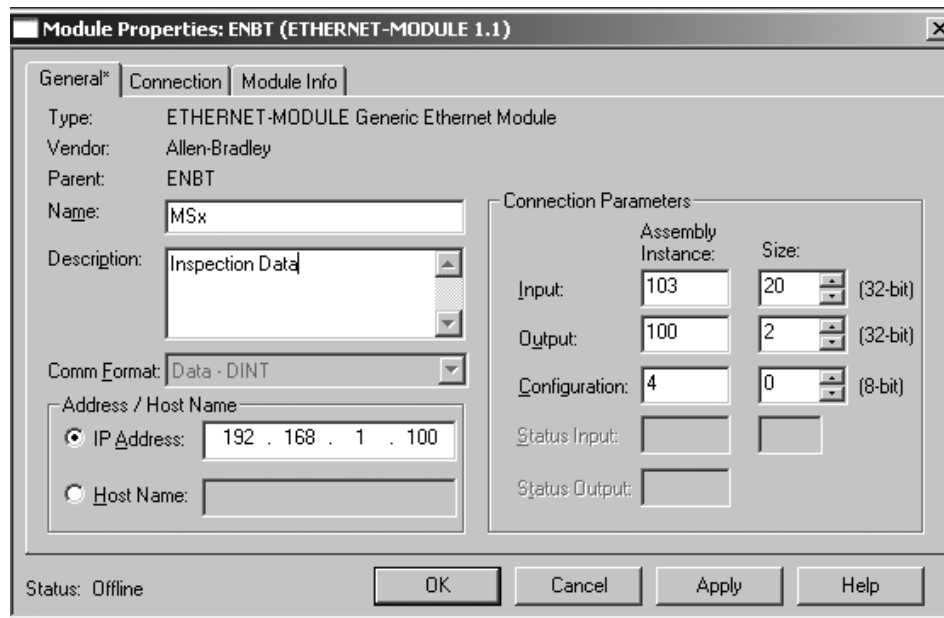 Module Properties: ENBT (ETHERNET-MODULE 1.1)
General* Connection Module Info
Type: ETHERNET-MODULE Generic Ethernet Module
Vendor: Allen-Bradley
Parent: ENBT
Name: MSx
Description: Inspection Data
Comm Format: Data - DINT
Address / Host Name
IP Address: 192 . 168 . 1 . 100
Host Name:
Connection Parameters
Assembly
Instance: Size:
Input: 103 20 (32-bit)
Output: 100 2 (32-bit)
Configuration: 4 0 (8-bit)
Status Input:
Status Output:
Status: Offline OK Cancel Apply Help